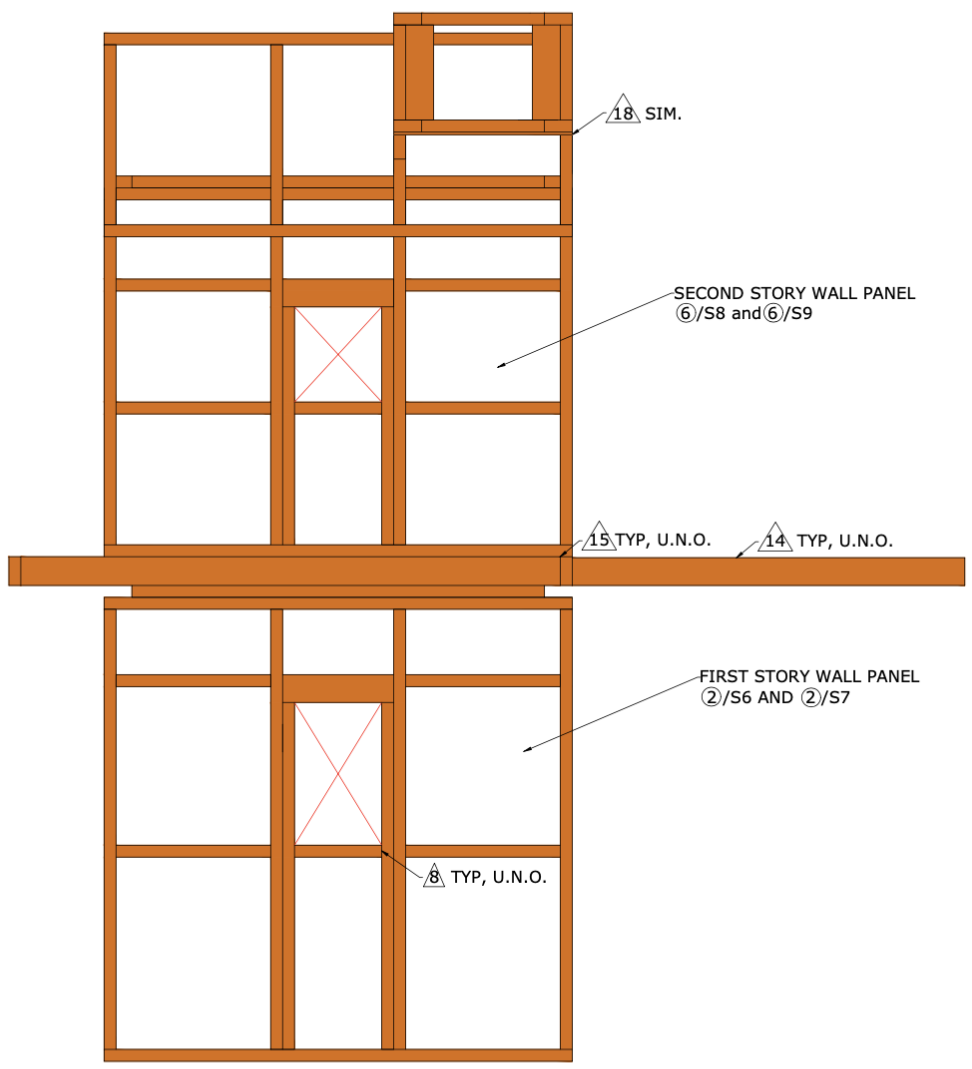 18 SIM.
SECOND STORY WALL PANEL
6/S8 and 6/S9
15 TYP, U.N.O.
14 TYP, U.N.O.
FIRST STORY WALL PANEL
2/S6 AND 2/S7
8 TYP, U.N.O.